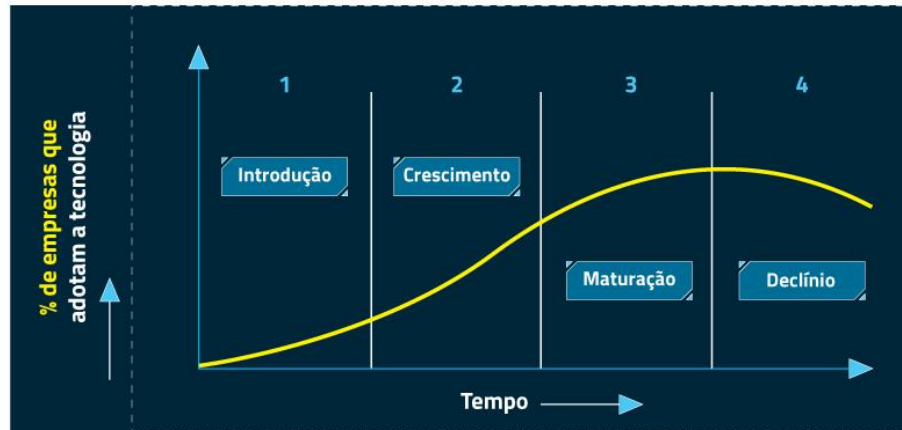 % de empresas que
adotam a tecnologia
1
2
3
4
Introdução
Crescimento
Maturação
Declínio
Tempo